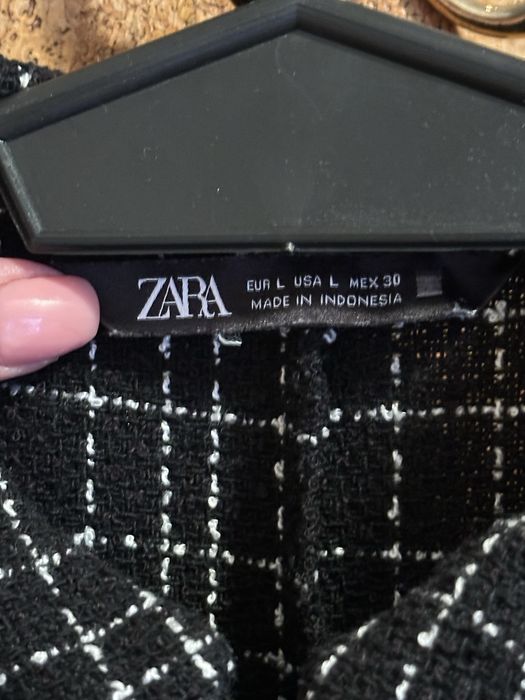 ZARA
EUR L USA L MEX 30
MADE IN INDONESIA